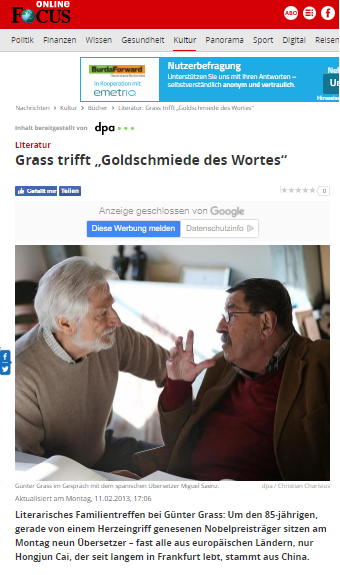 FOCUS ONLINE
ABO
Politik Finanzen Wissen Gesundheit Kultur Panorama Sport Digital Reisen
BurdaForward
In Kooperation mit
emetriq
Nutzerbefragung
Unterstützen Sie uns mit Ihren Antworten –
selbstverständlich anonym und vertraulich.
Nachrichten > Kultur > Bücher > Literatur: Grass trifft „Goldschmiede des Wortes“
Inhalt bereitgestellt von dpa
Literatur
Grass trifft „Goldschmiede des Wortes“
Gefällt mir Teilen
0
Anzeige geschlossen von Google
Diese Werbung melden Datenschutzinfo
Günter Grass im Gespräch mit dem spanischen Übersetzer Miguel Saenz. dpa / Christian Charisius
Aktualisiert am Montag, 11.02.2013, 17:06
Literarisches Familientreffen bei Günter Grass: Um den 85-jährigen,
gerade von einem Herzeingriff genesenen Nobelpreisträger sitzen am
Montag neun Übersetzer – fast alle aus europäischen Ländern, nur
Hongjun Cai, der seit langem in Frankfurt lebt, stammt aus China.